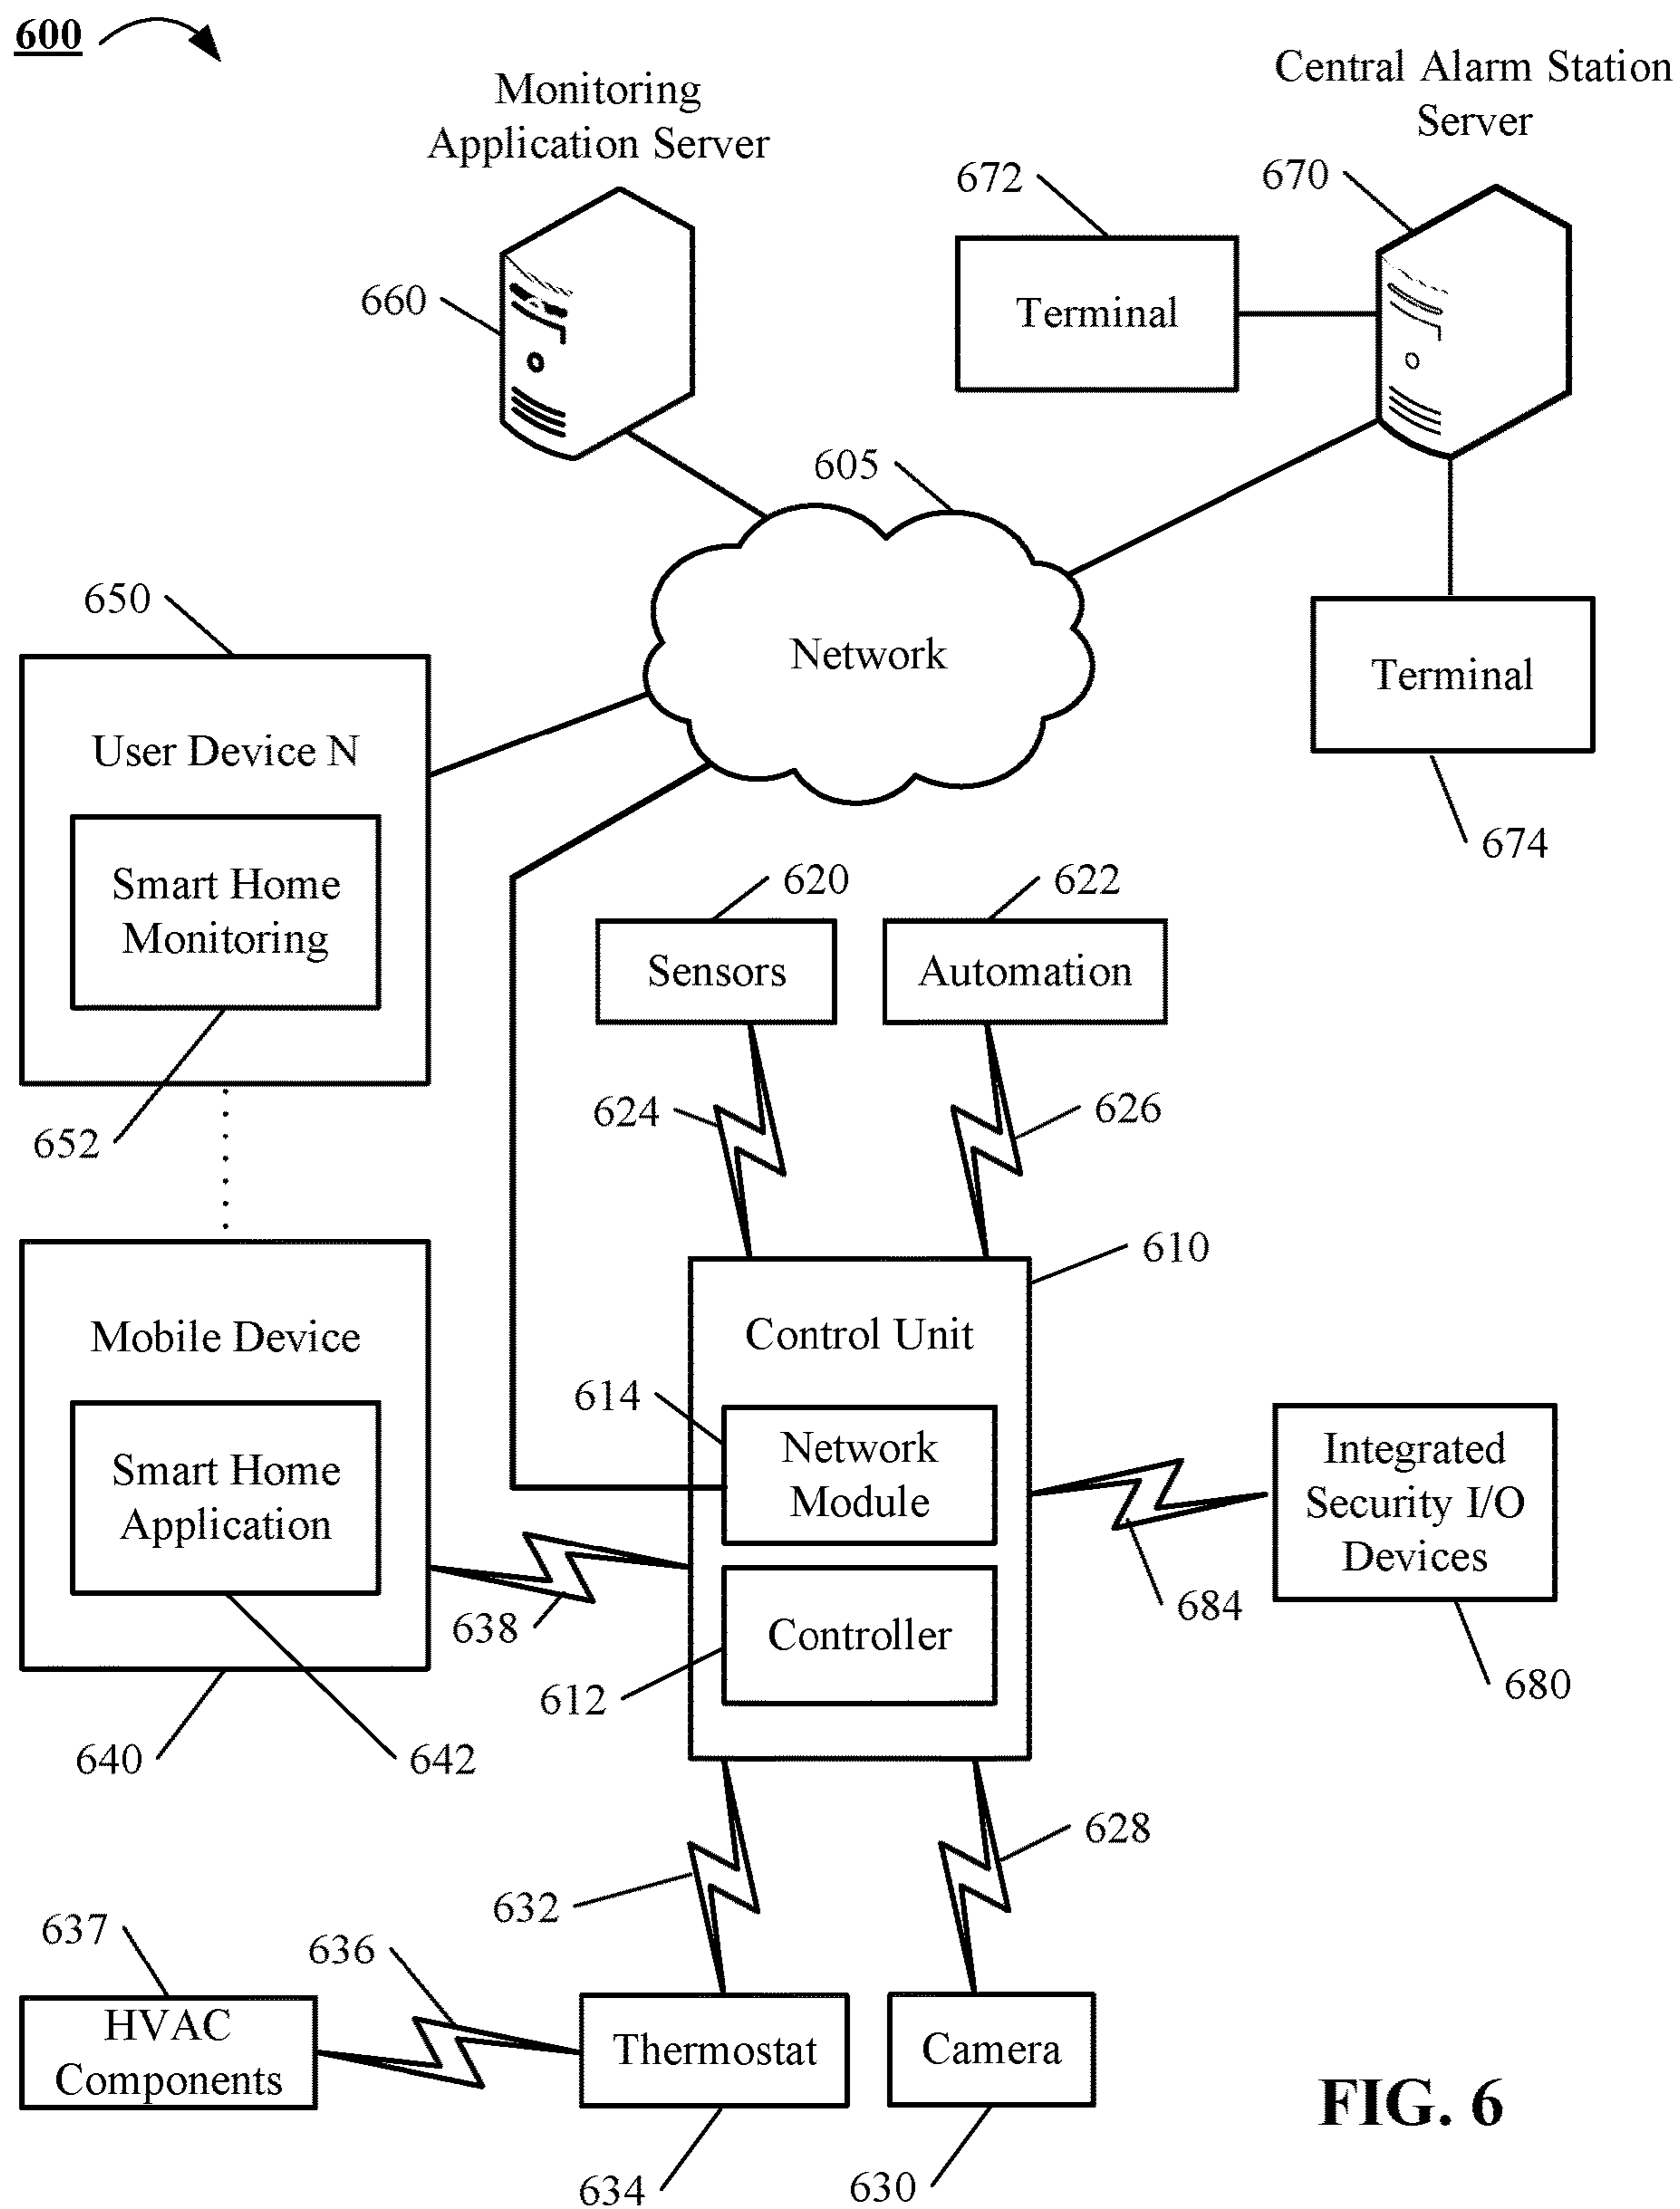 600
Monitoring
Application Server
Central Alarm Station
Server
672
670
660
Terminal
605
Network
650
Terminal
User Device N
674
Smart Home
Monitoring
620
622
Sensors
Automation
624
626
652
610
Mobile Device
Control Unit
614
Network
Module
Smart Home
Application
Integrated
Security I/O
Devices
638
684
Controller
612
680
640
642
628
632
637
636
HVAC
Components
Thermostat
Camera
634
630
FIG. 6